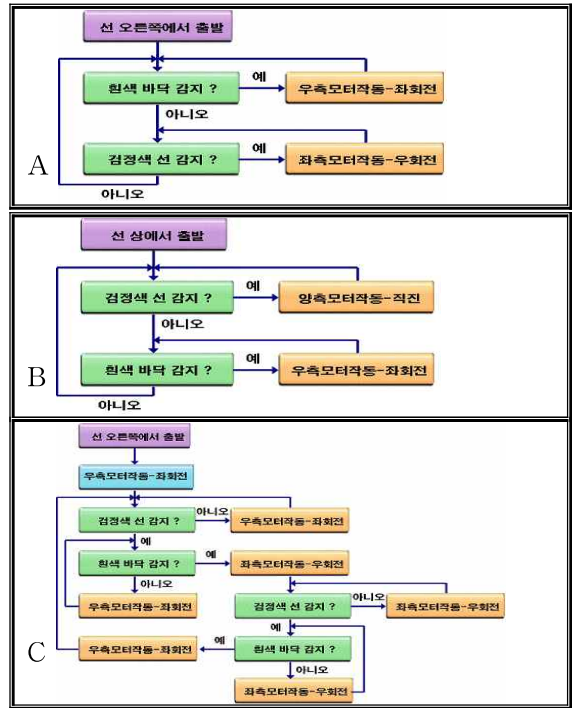 선 오른쪽에서 출발
흰색 바닥 감지 ?
예
우측모터작동-좌회전
아니오
검정색 선 감지 ?
예
좌측모터작동-우회전
A
아니오
선 상에서 출발
검정색 선 감지 ?
예
양측모터작동-직진
아니오
흰색 바닥 감지 ?
예
우측모터작동-좌회전
B
아니오
선 오른쪽에서 출발
우측모터작동-좌회전
검정색 선 감지 ?
아니오
우측모터작동-좌회전
예
흰색 바닥 감지 ?
예
좌측모터작동-우회전
아니오
우측모터작동-좌회전
검정색 선 감지 ?
아니오
좌측모터작동-우회전
예
C
우측모터작동-좌회전
예
흰색 바닥 감지 ?
아니오
좌측모터작동-우회전